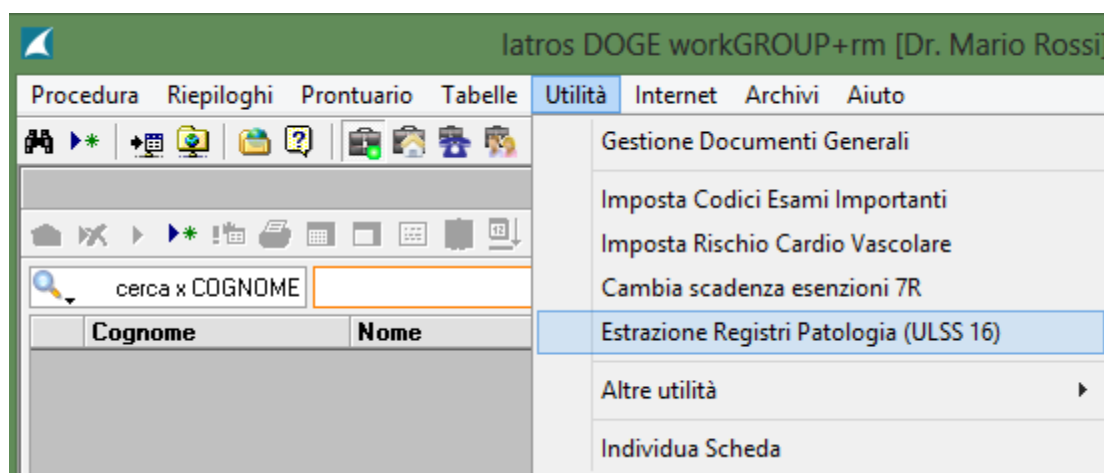 Iatros DOGE workGROUP+rm [Dr. Mario Rossi]
Procedura Riepiloghi Prontuario Tabelle Utilità Internet Archivi Aiuto
Gestione Documenti Generali
Imposta Codici Esami Importanti
Imposta Rischio Cardio Vascolare
cerca x COGNOME
Cambia scadenza esenzioni 7R
Cognome Nome
Estrazione Registri Patologia (ULSS 16)
Altre utilità
Individua Scheda